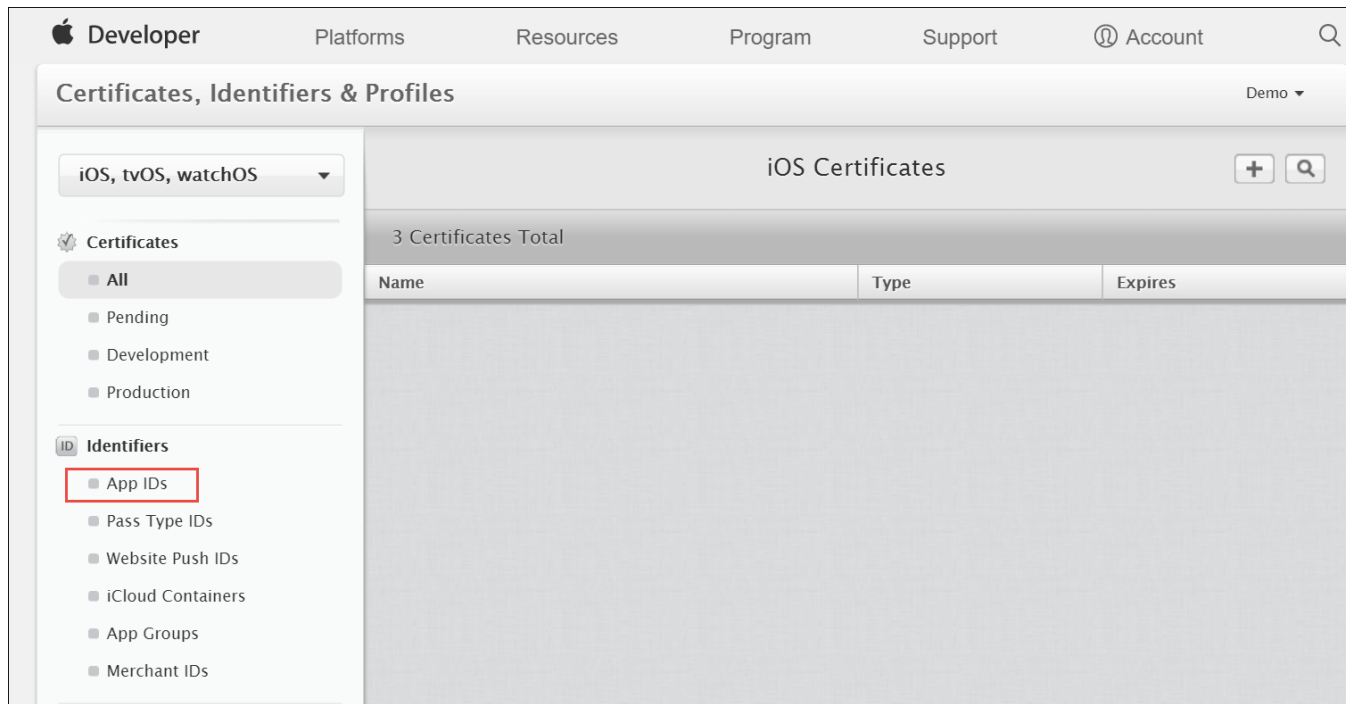 Developer Platforms Resources Program Support Account
Certificates, Identifiers & Profiles Demo
iOS, tvOS, watchOS
iOS Certificates
Certificates
3 Certificates Total
All
Name Type Expires
Pending
Development
Production
ID Identifiers
App IDs
Pass Type IDs
Website Push IDs
iCloud Containers
App Groups
Merchant IDs